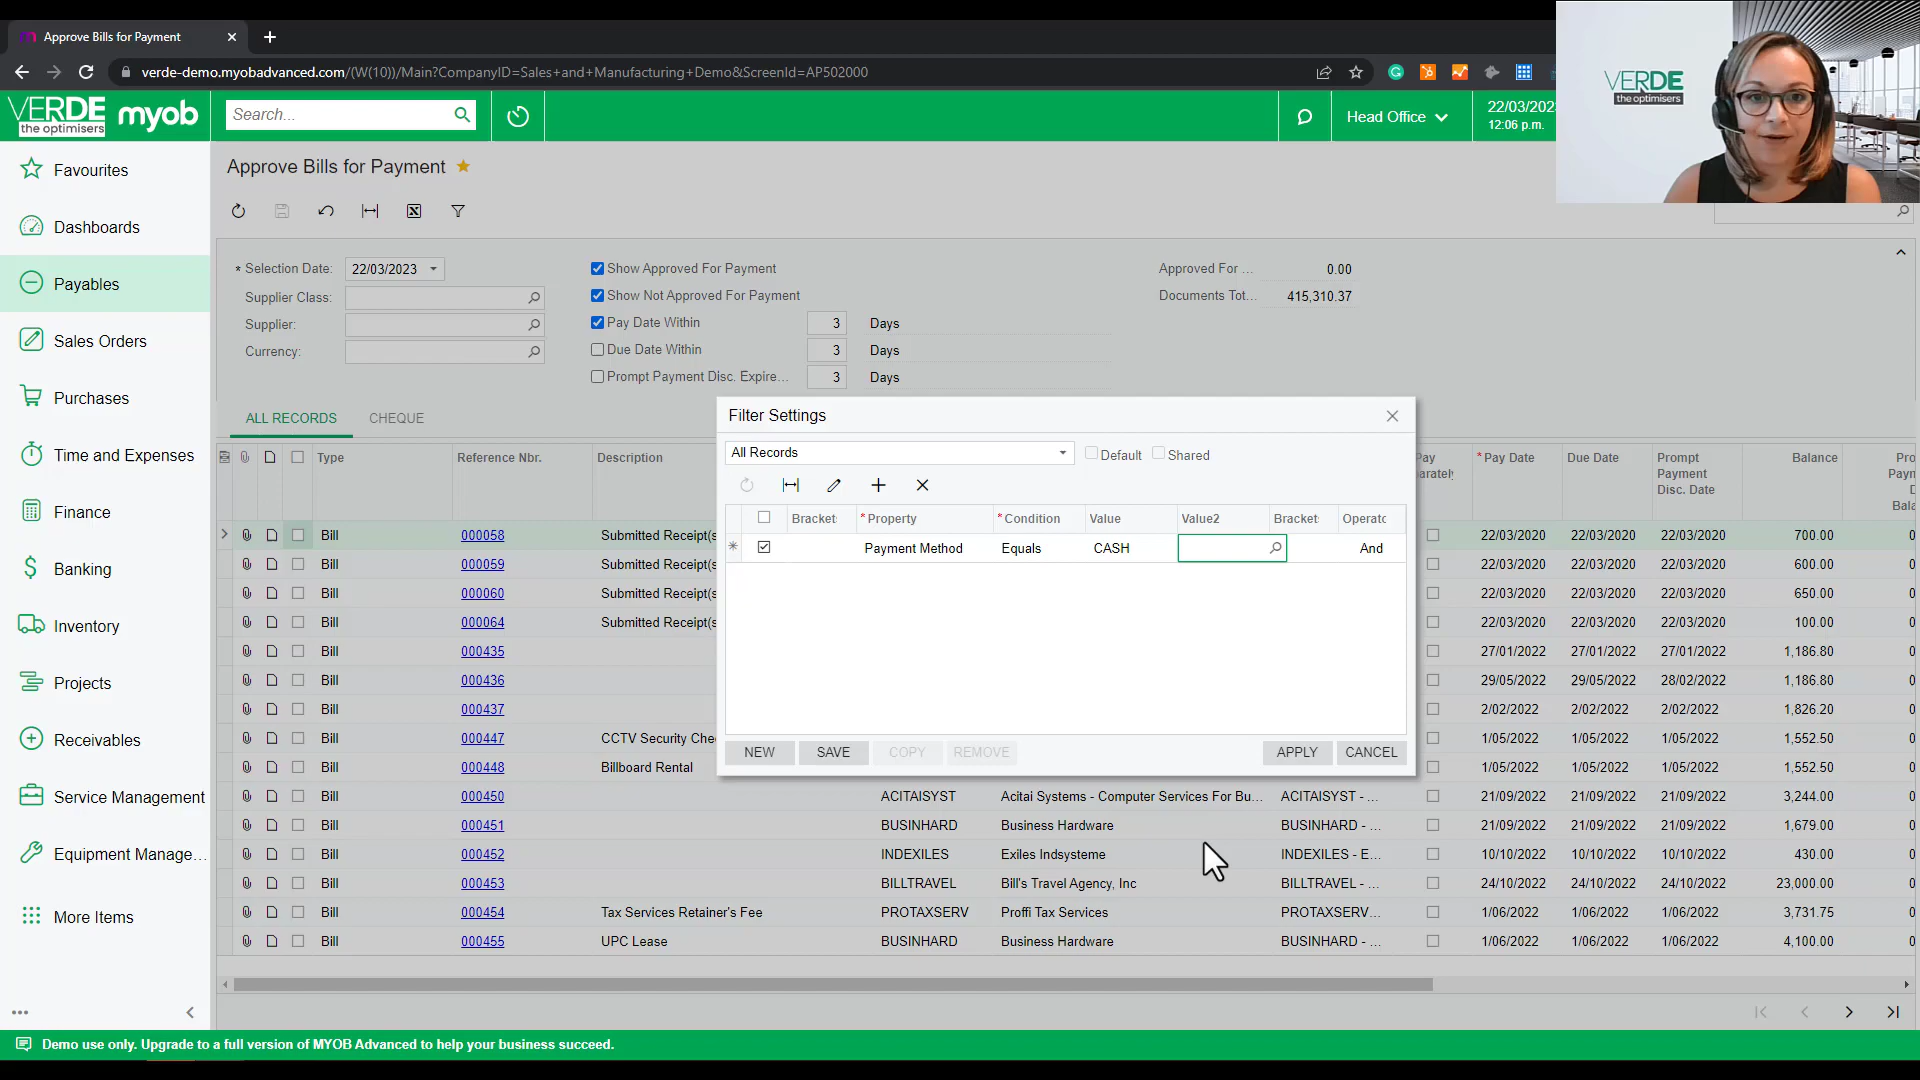 Approve Bills for Payment
verde-demo.myobadvanced.com/(W(10))/Main?CompanyID=Sales+and+Manufacturing+Demo&ScreenId=AP502000
VERDE
the optimisers
myob
Search...
Head Office
22/03/202
12:06 p.m.
VERDE
the optimisers
Favourites
Dashboards
Payables
Sales Orders
Purchases
Time and Expenses
Finance
Banking
Inventory
Projects
Receivables
Service Management
Equipment Manage...
More Items
Approve Bills for Payment
* Selection Date: 22/03/2023
Supplier Class:
Supplier:
Currency:
Show Approved For Payment
Show Not Approved For Payment
Pay Date Within 3 Days
Due Date Within 3 Days
Prompt Payment Disc. Expire... 3 Days
Approved For ... 0.00
Documents Tot... 415,310.37
ALL RECORDS CHEQUE
Type Reference Nbr. Description
Pay
* Pay Date Due Date Prompt Payment Disc. Date Balance
Filter Settings
All Records Default Shared
Bracket * Property * Condition Value Value2 Bracket Operato
Payment Method Equals CASH And
NEW SAVE COPY REMOVE APPLY CANCEL
Bill 000058 Submitted Receipt(s 22/03/2020 22/03/2020 22/03/2020 700.00 0
Bill 000059 Submitted Receipt(s 22/03/2020 22/03/2020 22/03/2020 600.00 0
Bill 000060 Submitted Receipt(s 22/03/2020 22/03/2020 22/03/2020 650.00 0
Bill 000064 Submitted Receipt(s 22/03/2020 22/03/2020 22/03/2020 100.00 0
Bill 000435 27/01/2022 27/01/2022 27/01/2022 1,186.80 0
Bill 000436 29/05/2022 29/05/2022 28/02/2022 1,186.80 0
Bill 000437 2/02/2022 2/02/2022 2/02/2022 1,826.20 0
Bill 000447 CCTV Security Che 1/05/2022 1/05/2022 1/05/2022 1,552.50 0
Bill 000448 Billboard Rental 1/05/2022 1/05/2022 1/05/2022 1,552.50 0
Bill 000450 ACITAISYST Acitai Systems - Computer Services For Bu... ACITAISYST - ... 21/09/2022 21/09/2022 21/09/2022 3,244.00 0
Bill 000451 BUSINHARD Business Hardware BUSINHARD - ... 21/09/2022 21/09/2022 21/09/2022 1,679.00 0
Bill 000452 INDEXILES Exiles Indsysteme INDEXILES - E... 10/10/2022 10/10/2022 10/10/2022 430.00 0
Bill 000453 BILLTRAVEL Bill's Travel Agency, Inc BILLTRAVEL - ... 24/10/2022 24/10/2022 24/10/2022 23,000.00 0
Bill 000454 Tax Services Retainer's Fee PROTAXSERV Proffi Tax Services PROTAXSERV... 1/06/2022 1/06/2022 1/06/2022 3,731.75 0
Bill 000455 UPC Lease BUSINHARD Business Hardware BUSINHARD - ... 1/06/2022 1/06/2022 1/06/2022 4,100.00 0
Demo use only. Upgrade to a full version of MYOB Advanced to help your business succeed.